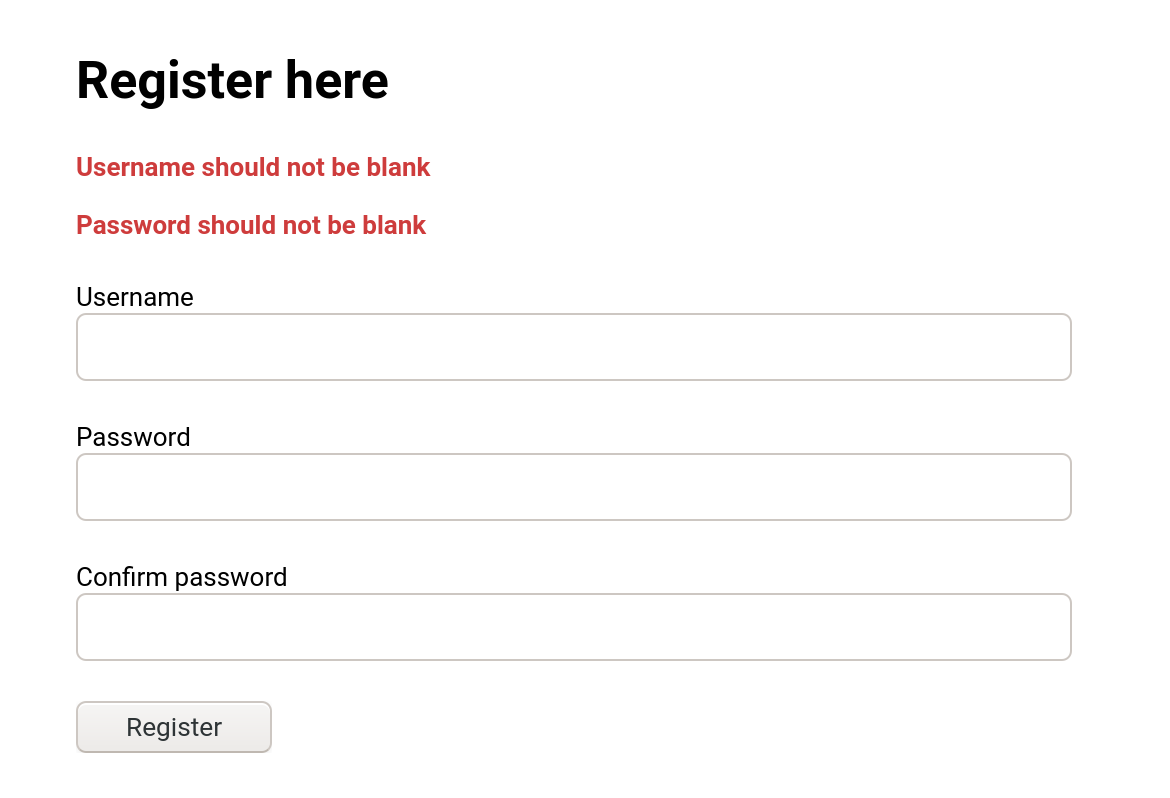 Register here
Username should not be blank
Password should not be blank
Username
Password
Confirm password
Register